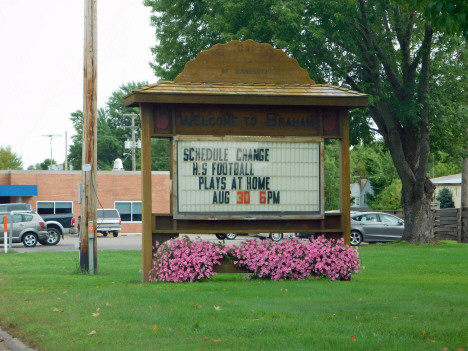 Welcome to Braham
SCHEDULE CHANGE
H.S FOOTBALL
PLAYS AT HOME
AUG 30 6PM